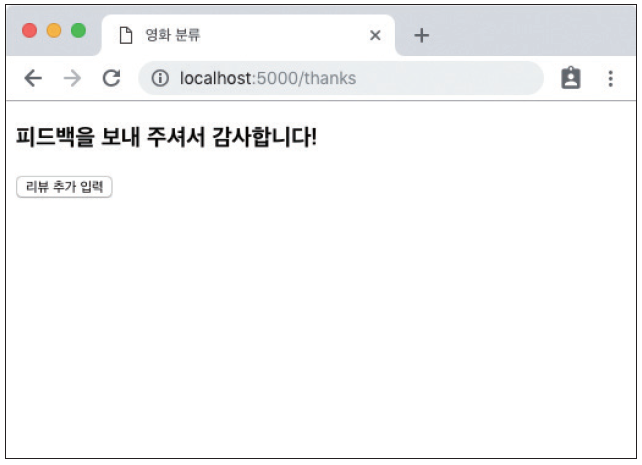 영화 분류
localhost:5000/thanks
피드백을 보내 주셔서 감사합니다!
리뷰 추가 입력